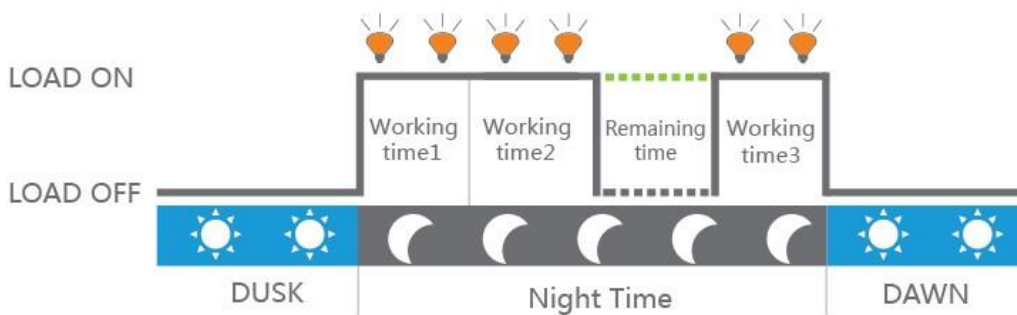 LOAD ON
Working
time1
Working
time2
Remaining
time
Working
time3
LOAD OFF
DUSK
Night Time
DAWN